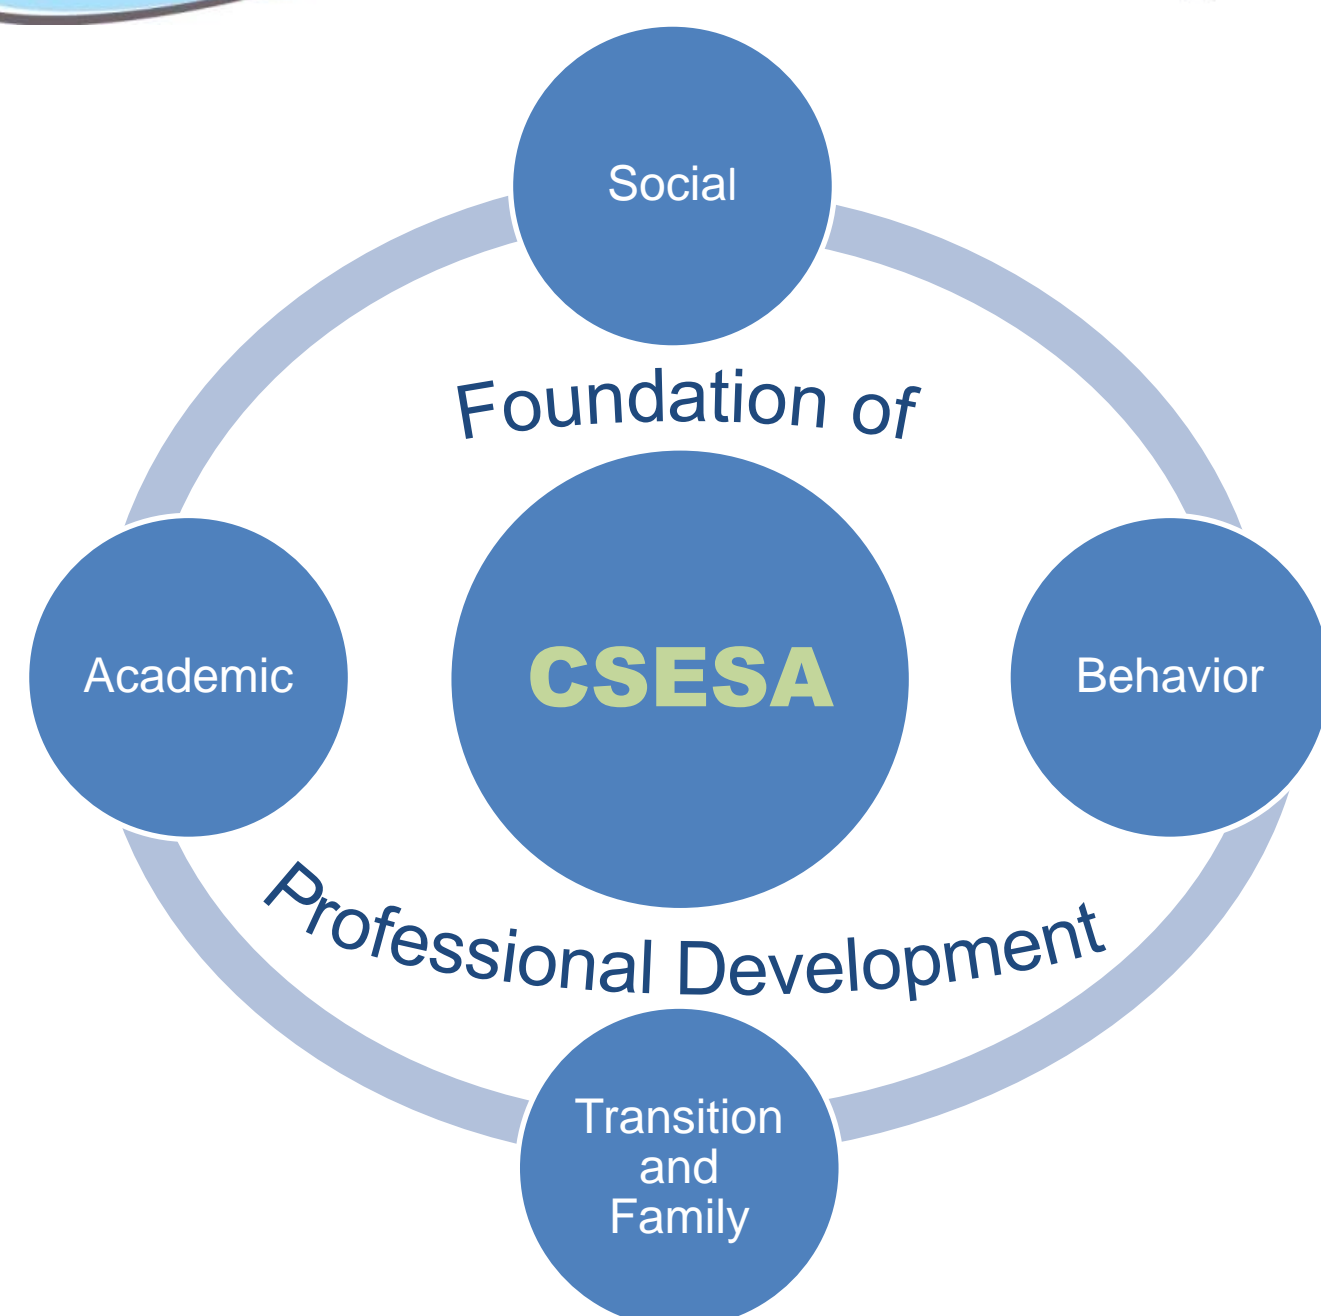 Social
Foundation of
Academic
CSESA
Behavior
Professional Development
Transition
and
Family